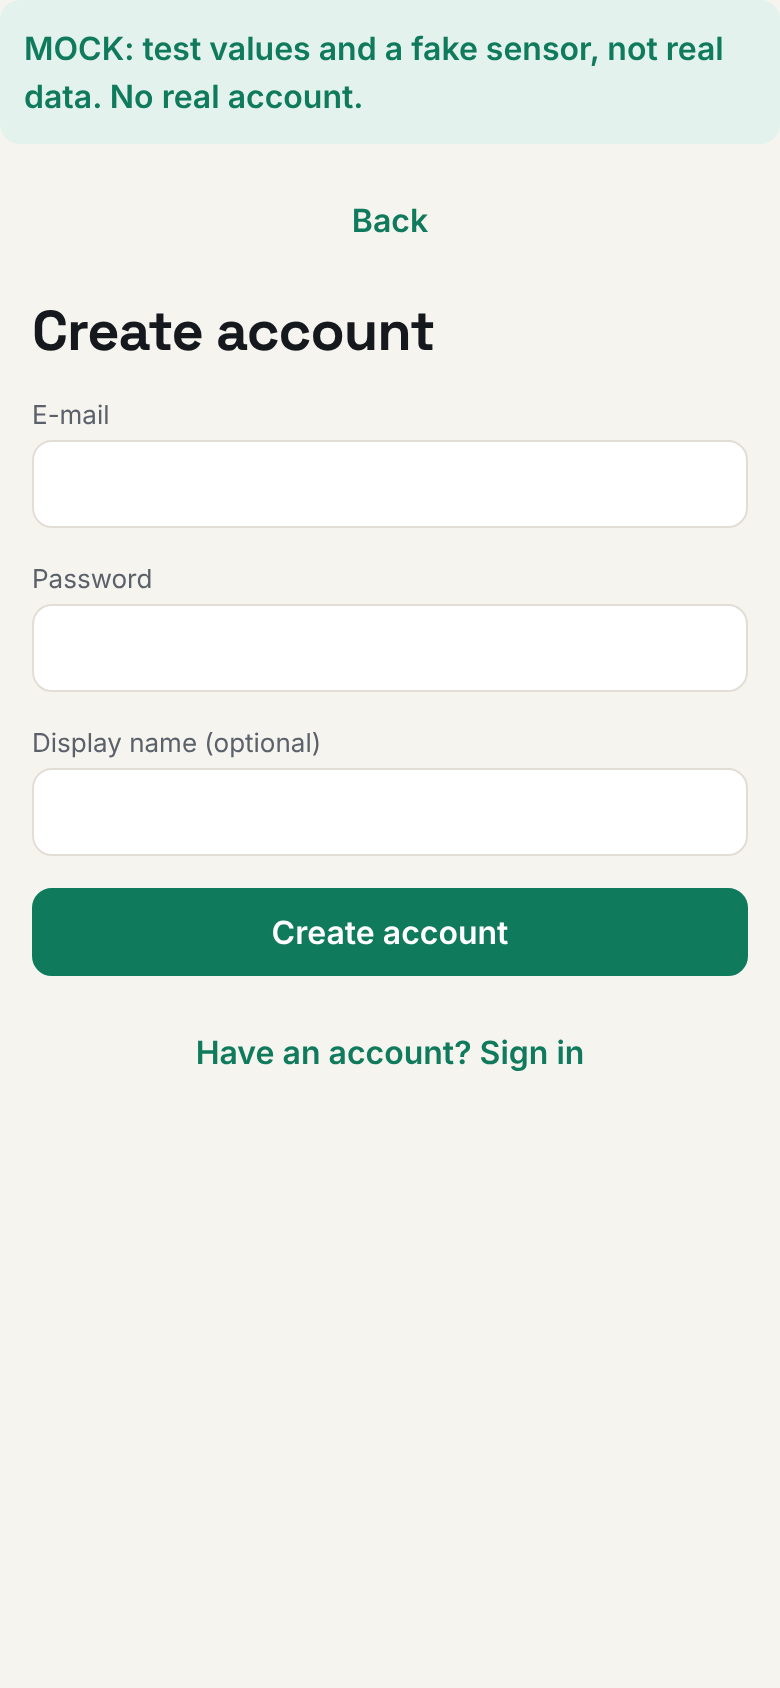 MOCK: test values and a fake sensor, not real
data. No real account.
Back
Create account
E-mail
Password
Display name (optional)
Create account
Have an account? Sign in